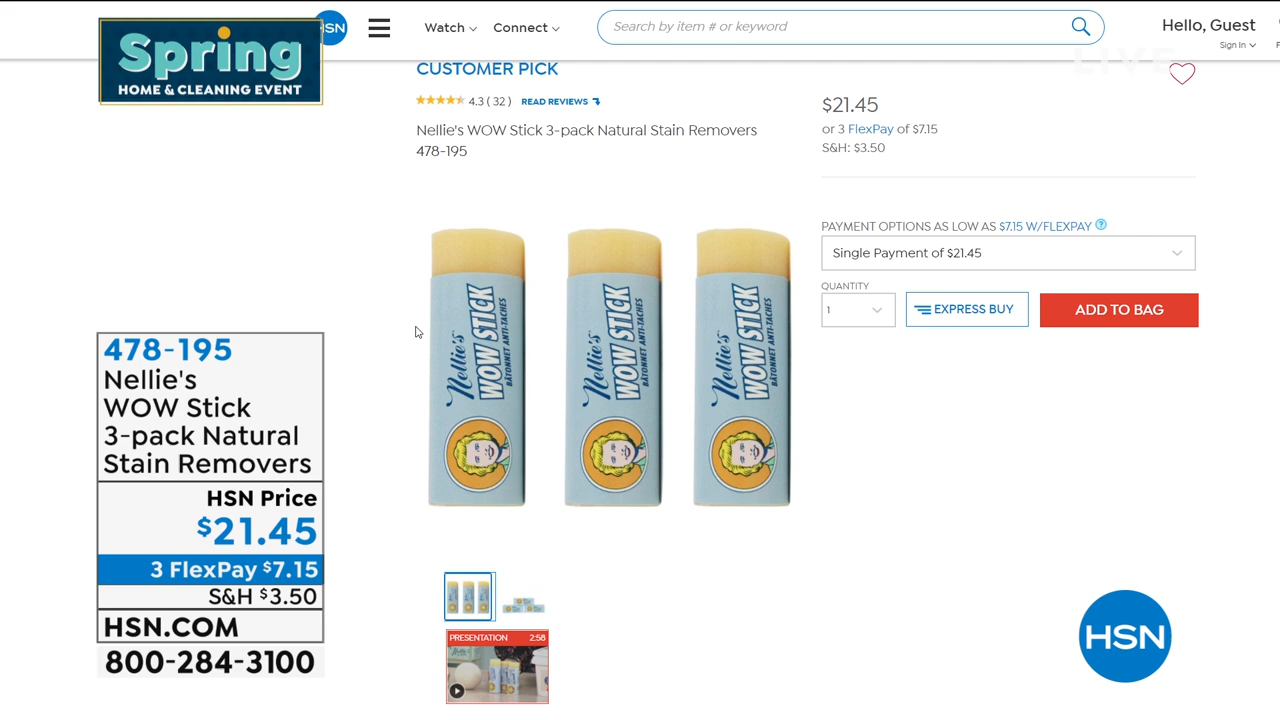 Spring
HOME & CLEANING EVENT
HSN
Watch
Connect
Search by item # or keyword
Hello, Guest
Sign In
LIVE
CUSTOMER PICK
4.3 ( 32 )
READ REVIEWS
Nellie's WOW Stick 3-pack Natural Stain Removers
478-195
$21.45
or 3 FlexPay of $7.15
S&H: $3.50
PAYMENT OPTIONS AS LOW AS $7.15 W/FLEXPAY ?
Single Payment of $21.45
QUANTITY
1
EXPRESS BUY
ADD TO BAG
Nellie's
WOW STICK
BÂTONNET ANTI-TACHES
Nellie's
WOW STICK
BÂTONNET ANTI-TACHES
Nellie's
WOW STICK
BÂTONNET ANTI-TACHES
478-195
Nellie's
WOW Stick
3-pack Natural
Stain Removers
HSN Price
$21.45
3 FlexPay $7.15
S&H $3.50
HSN.COM
800-284-3100
PRESENTATION 2:58
HSN